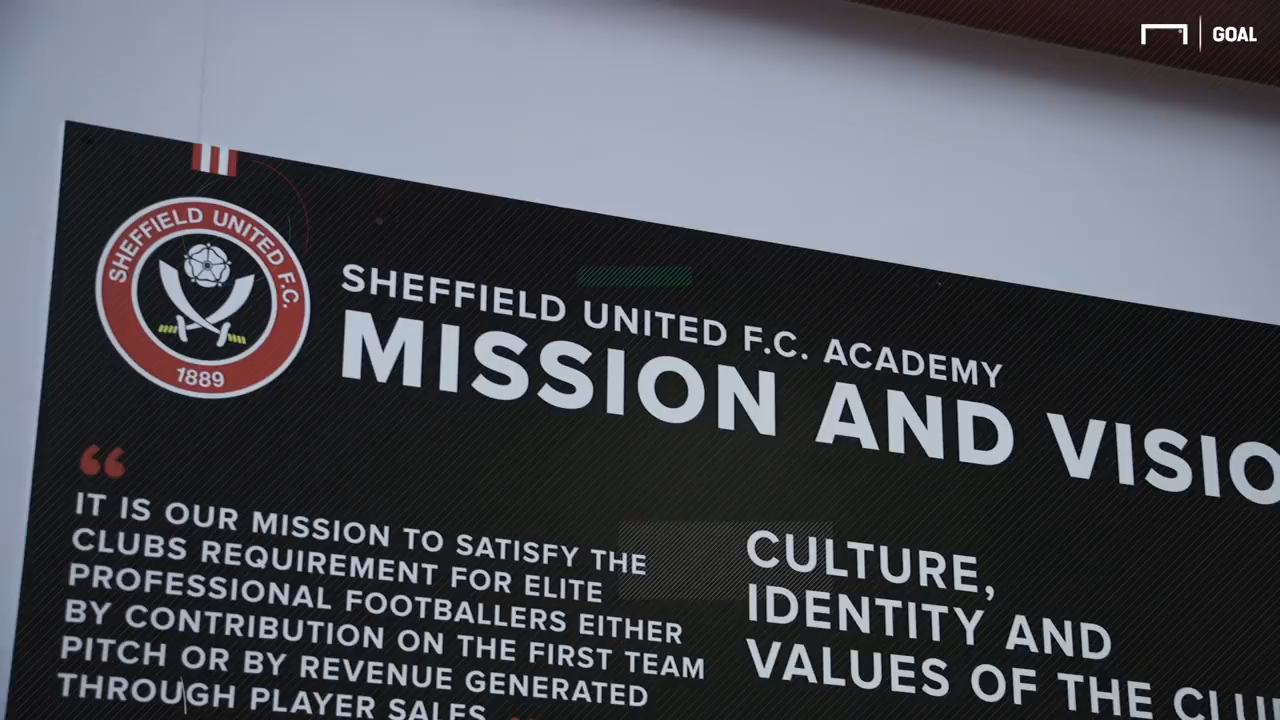 GOAL
SHEFFIELD UNITED F.C.
1889
SHEFFIELD UNITED F.C. ACADEMY
MISSION AND VISIO
“
IT IS OUR MISSION TO SATISFY THE
CLUBS REQUIREMENT FOR ELITE
PROFESSIONAL FOOTBALLERS EITHER
BY CONTRIBUTION ON THE FIRST TEAM
PITCH OR BY REVENUE GENERATED
THROUGH PLAYER SALES.
CULTURE,
IDENTITY AND
VALUES OF THE CLU